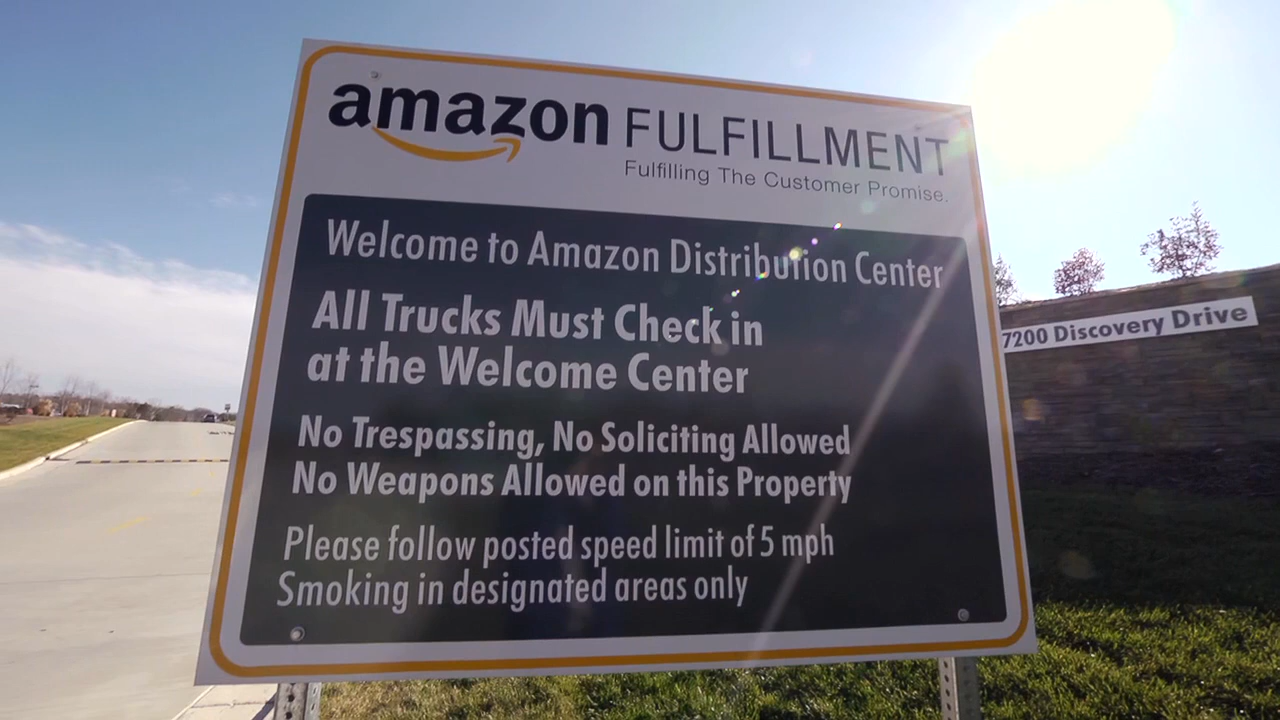 amazon FULFILLMENT
Fulfilling The Customer Promise.
Welcome to Amazon Distribution Center
All Trucks Must Check in
at the Welcome Center
No Trespassing, No Soliciting Allowed
No Weapons Allowed on this Property
Please follow posted speed limit of 5 mph
Smoking in designated areas only
7200 Discovery Drive